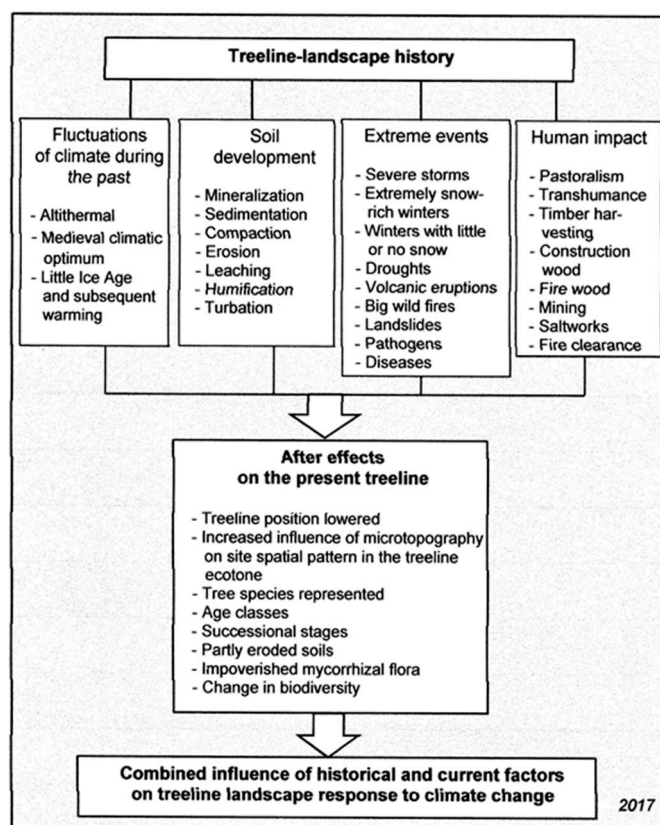 Treeline-landscape history
Fluctuations
of climate during
the past
- Altithermal
- Medieval climatic
optimum
- Little Ice Age
and subsequent
warming
Soil
development
- Mineralization
- Sedimentation
- Compaction
- Erosion
- Leaching
- Humification
- Turbation
Extreme events
- Severe storms
- Extremely snow-
rich winters
- Winters with little
or no snow
- Droughts
- Volcanic eruptions
- Big wild fires
- Landslides
- Pathogens
- Diseases
Human impact
- Pastoralism
- Transhumance
- Timber har-
vesting
- Construction
wood
- Fire wood
- Mining
- Saltworks
- Fire clearance
After effects
on the present treeline
- Treeline position lowered
- Increased influence of microtopography
on site spatial pattern in the treeline
ecotone
- Tree species represented
- Age classes
- Successional stages
- Partly eroded soils
- Impoverished mycorrhizal flora
- Change in biodiversity
Combined influence of historical and current factors
on treeline landscape response to climate change
2017